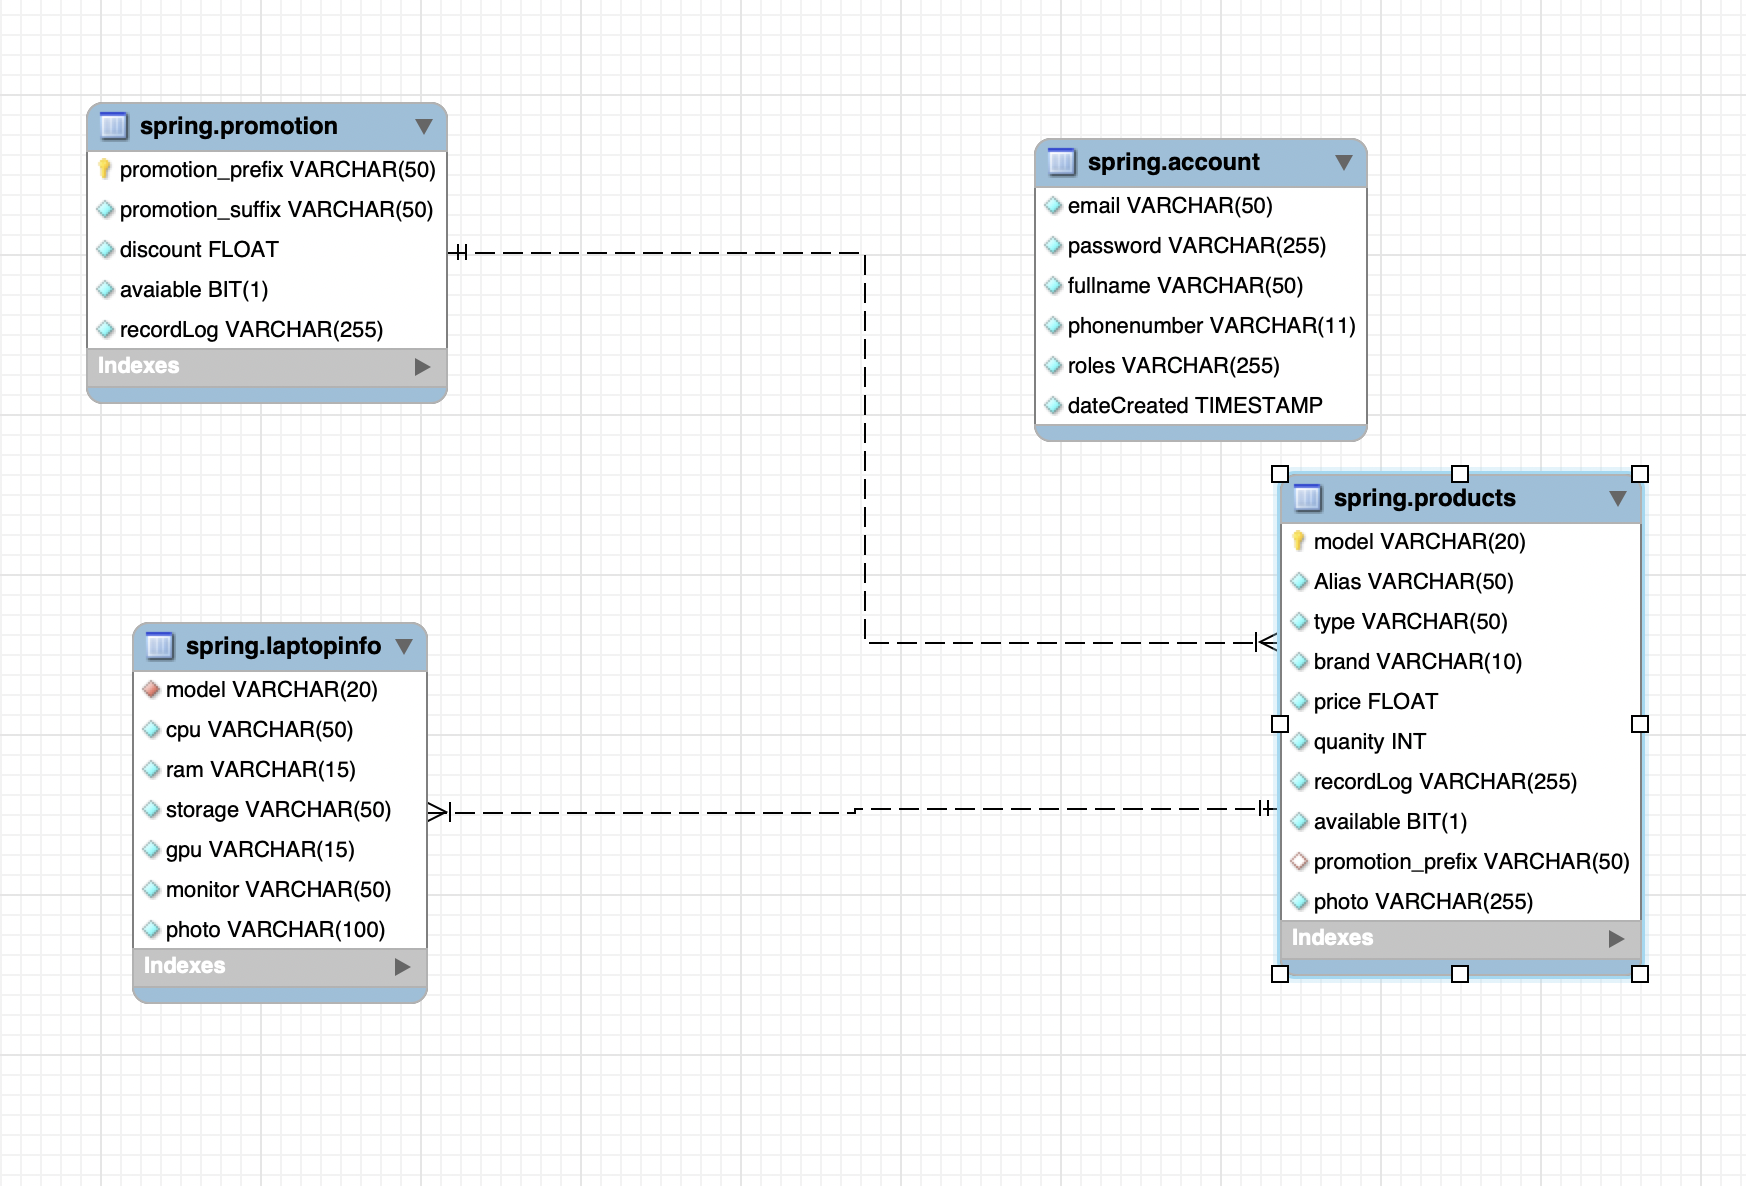 spring.promotion
promotion_prefix VARCHAR(50)
promotion_suffix VARCHAR(50)
discount FLOAT
avaiable BIT(1)
recordLog VARCHAR(255)
Indexes
spring.account
email VARCHAR(50)
password VARCHAR(255)
fullname VARCHAR(50)
phonenumber VARCHAR(11)
roles VARCHAR(255)
dateCreated TIMESTAMP
spring.laptopinfo
model VARCHAR(20)
cpu VARCHAR(50)
ram VARCHAR(15)
storage VARCHAR(50)
gpu VARCHAR(15)
monitor VARCHAR(50)
photo VARCHAR(100)
Indexes
spring.products
model VARCHAR(20)
Alias VARCHAR(50)
type VARCHAR(50)
brand VARCHAR(10)
price FLOAT
quanity INT
recordLog VARCHAR(255)
available BIT(1)
promotion_prefix VARCHAR(50)
photo VARCHAR(255)
Indexes